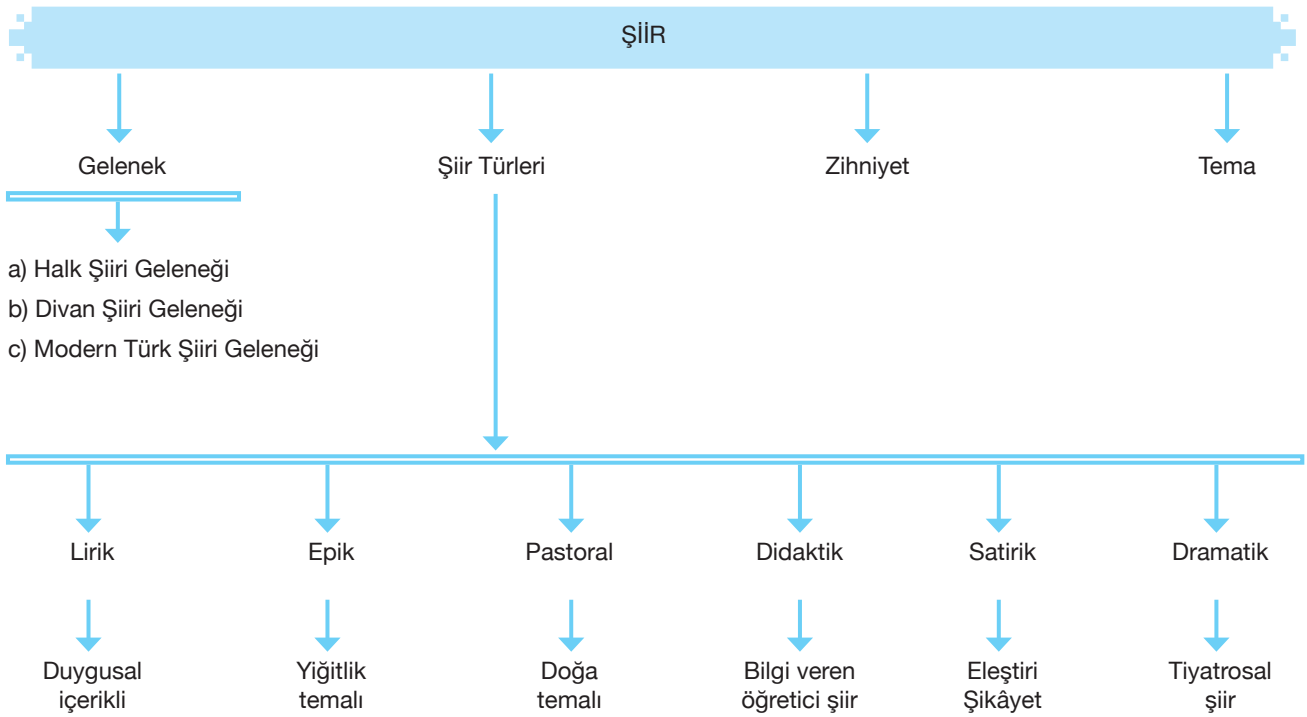 ŞİİR
Gelenek
Şiir Türleri
Zihniyet
Tema
a) Halk Şiiri Geleneği
b) Divan Şiiri Geleneği
c) Modern Türk Şiiri Geleneği
Lirik
Epik
Pastoral
Didaktik
Satirik
Dramatik
Duygusal
içerikli
Yiğitlik
temalı
Doğa
temalı
Bilgi veren
öğretici şiir
Eleştiri
Şikâyet
Tiyatrosal
şiir